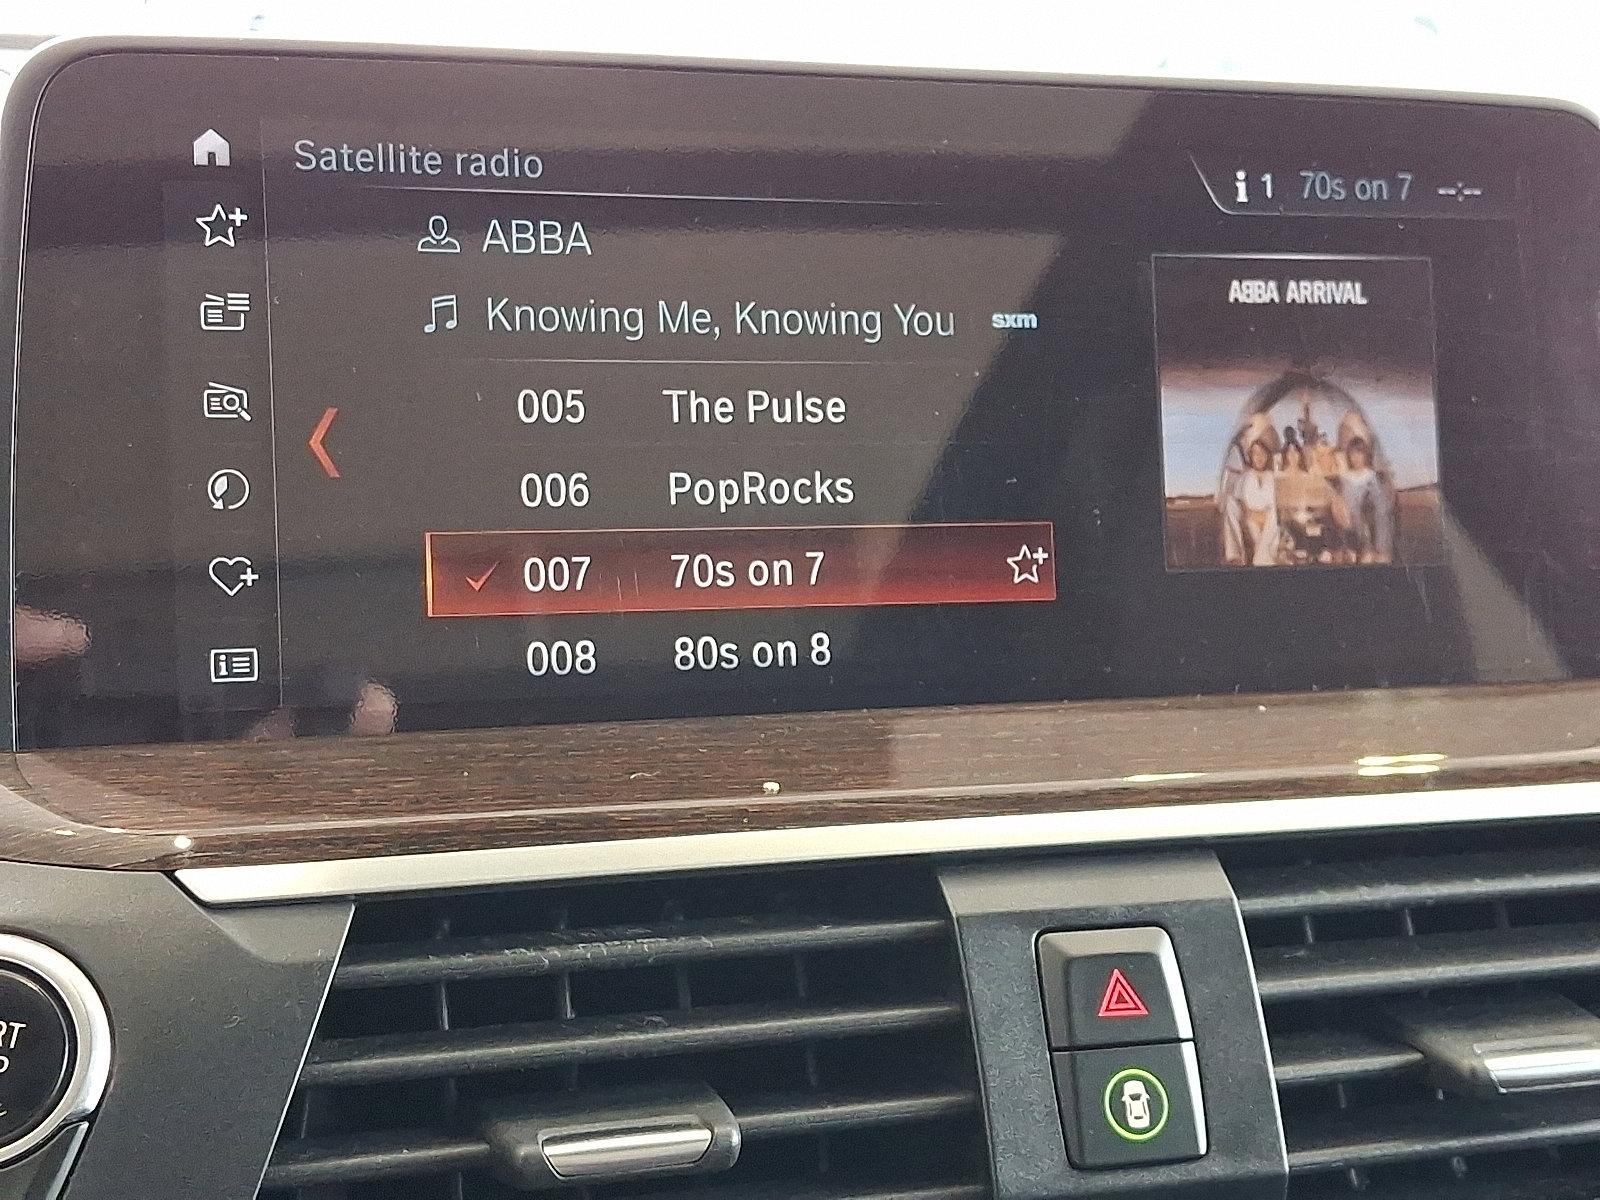 Satellite radio
i 1 70s on 7 --:--
ABBA
Knowing Me, Knowing You sxm
ABBA ARRIVAL
005 The Pulse
006 PopRocks
007 70s on 7
008 80s on 8